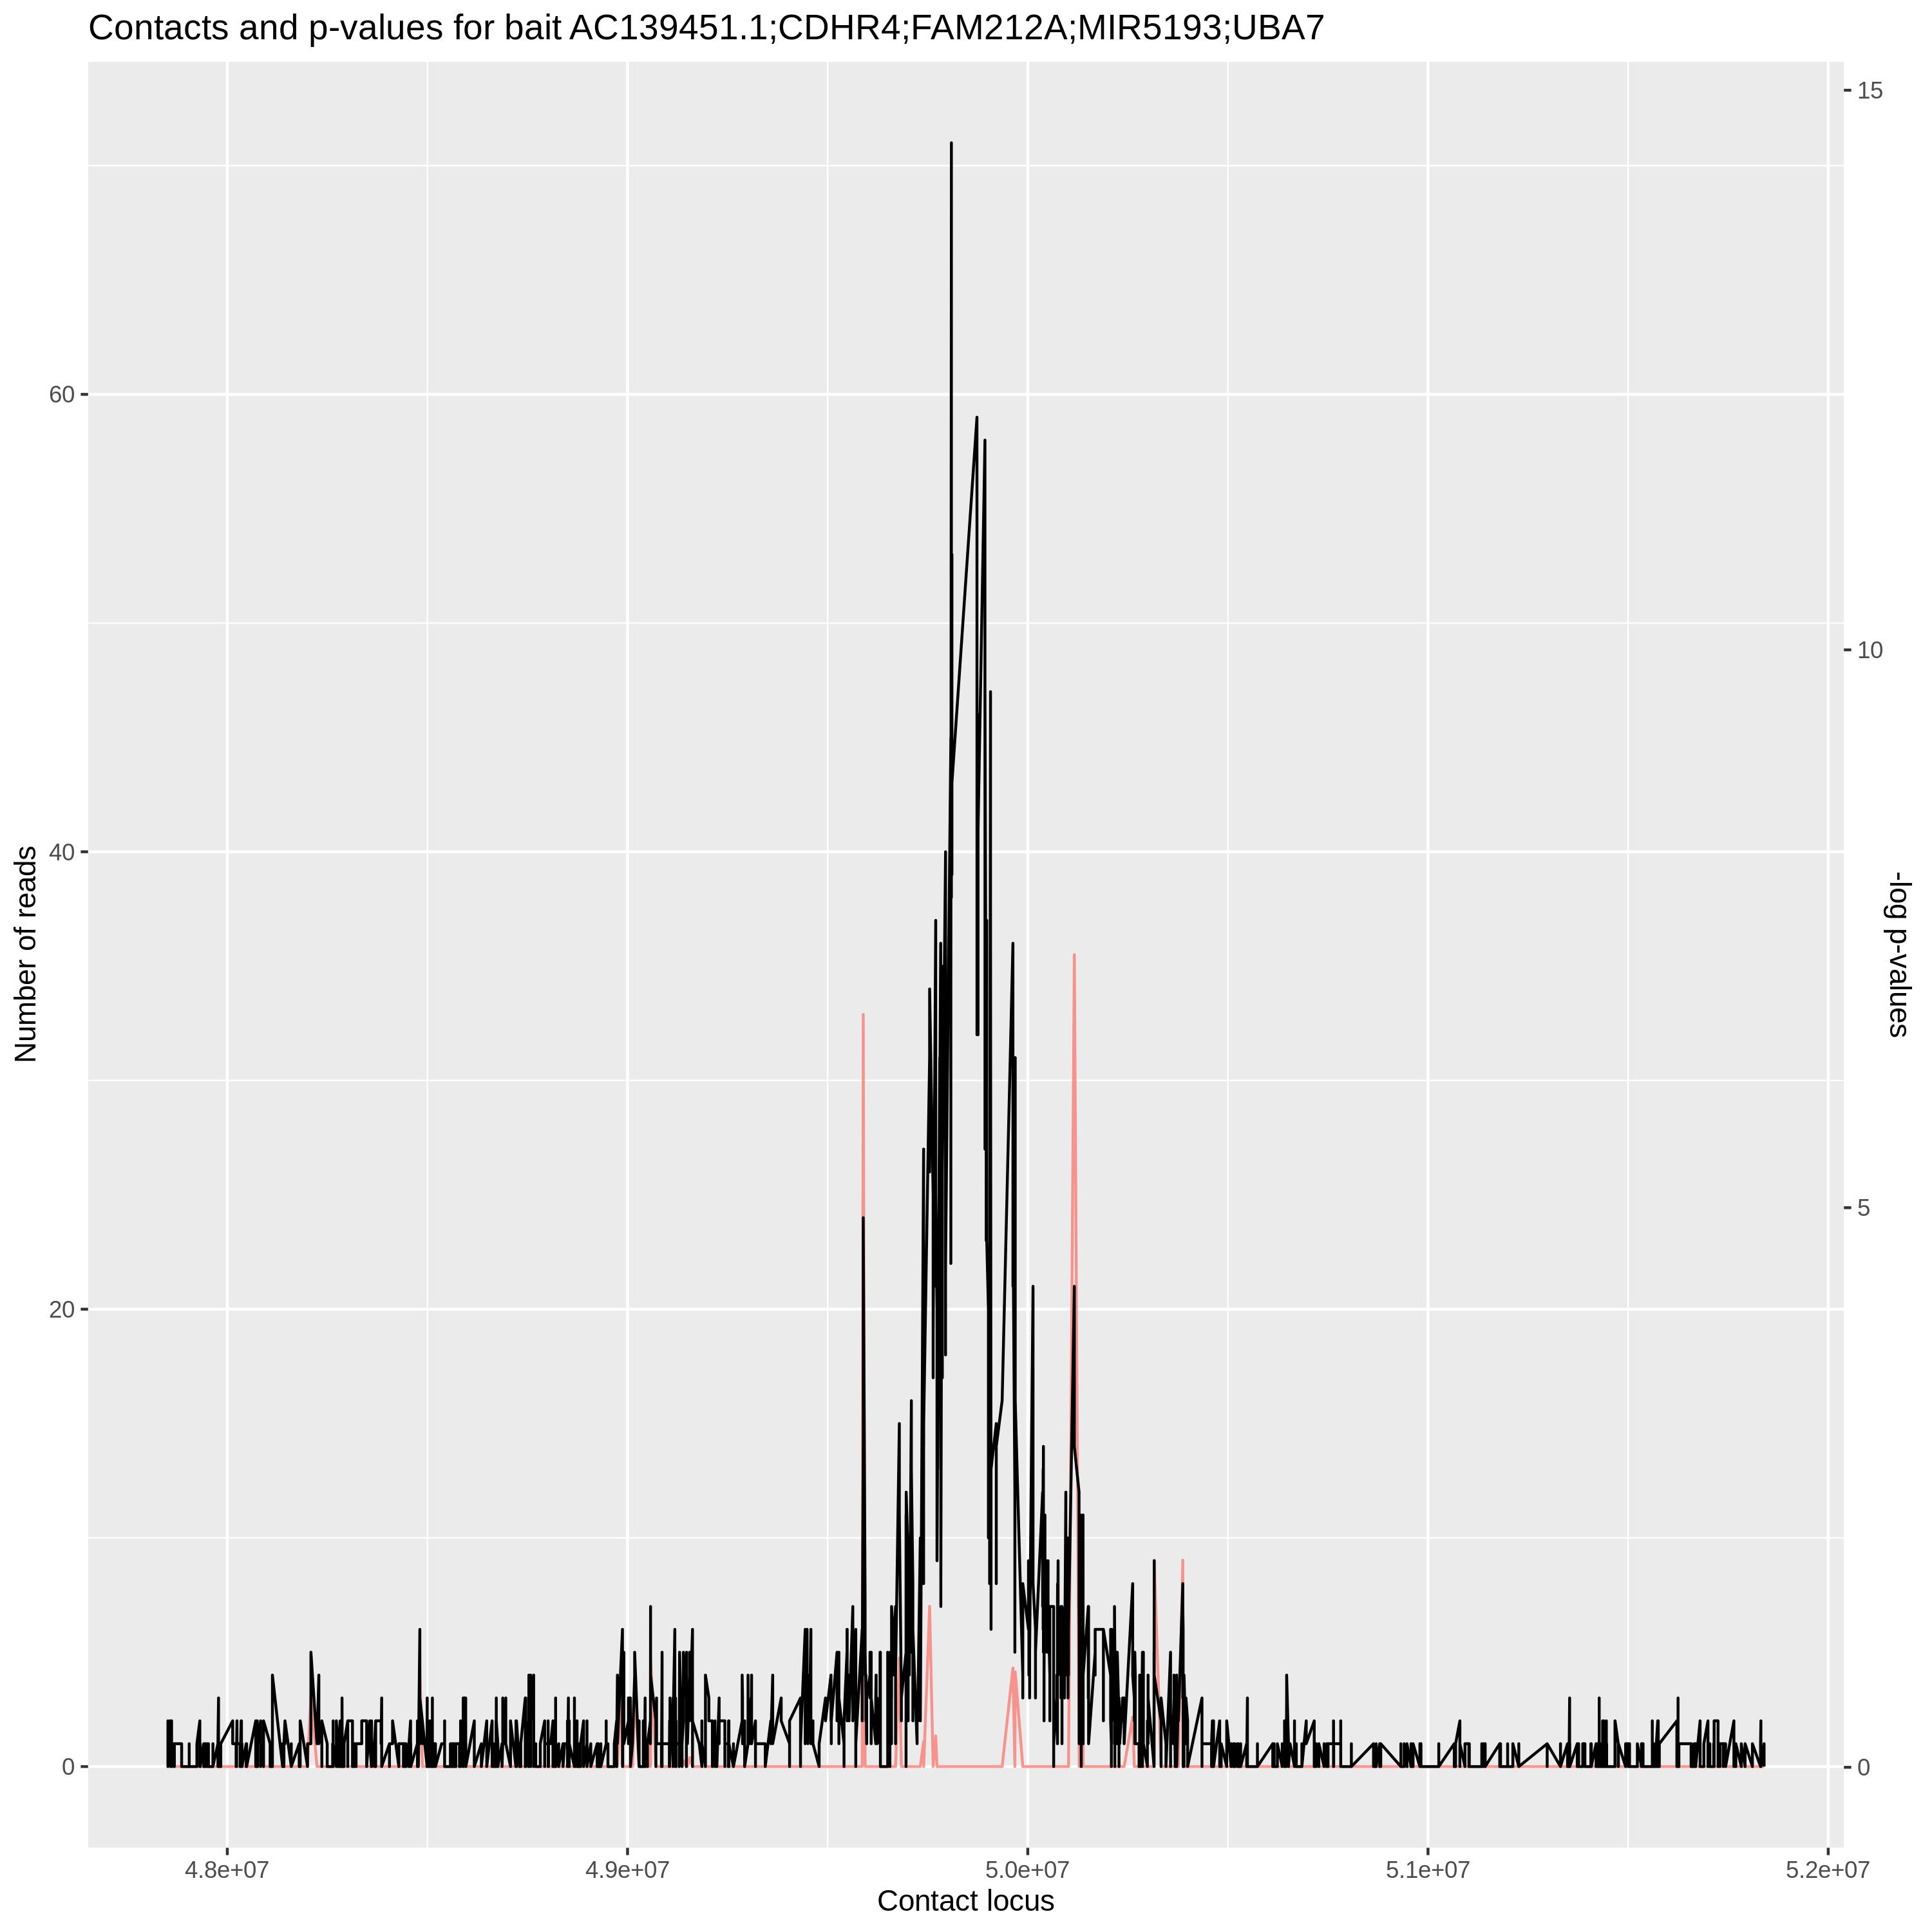 Contacts and p-values for bait AC139451.1;CDHR4;FAM212A;MIR5193;UBA7
15
60
10
40
Number of reads
-log p-values
5
20
0
0
4.8e+07
4.9e+07
5.0e+07
5.1e+07
5.2e+07
Contact locus